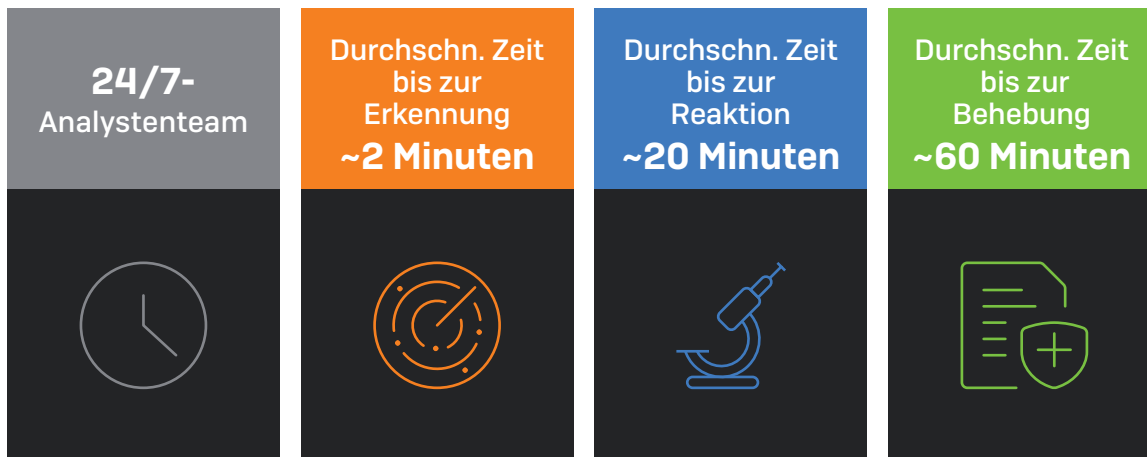 24/7-
Analystenteam
Durchschn. Zeit
bis zur
Erkennung
~2 Minuten
Durchschn. Zeit
bis zur
Reaktion
~20 Minuten
Durchschn. Zeit
bis zur
Behebung
~60 Minuten